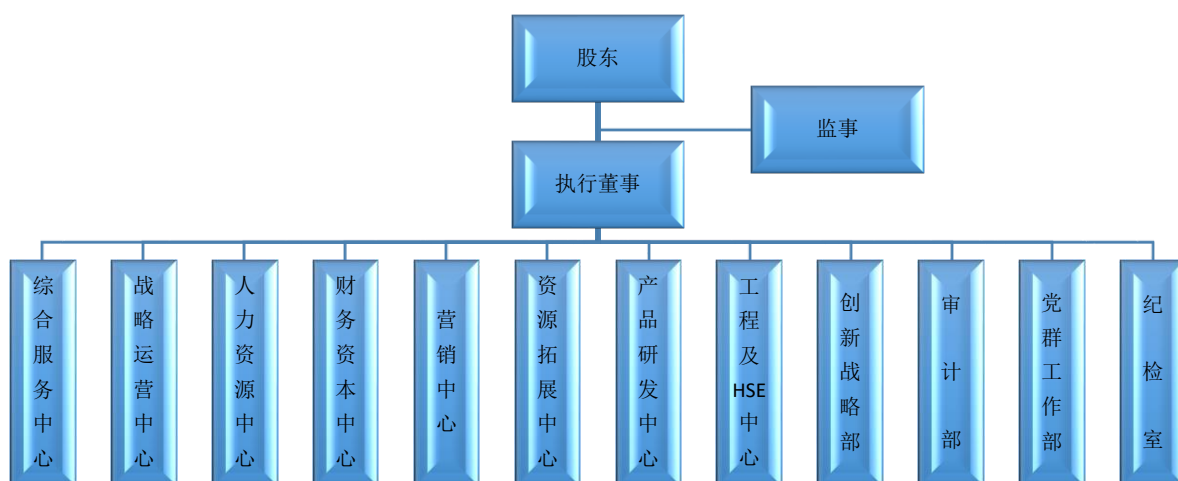 股东
监事
执行董事
综合服务中心
战略运营中心
人力资源中心
财务资本中心
营销中心
资源拓展中心
产品研发中心
工程及HSE中心
创新战略部
审计部
党群工作部
纪检室